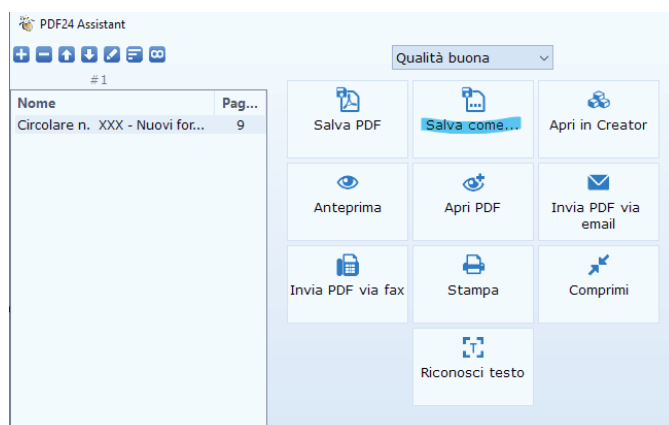 PDF24 Assistant
Qualità buona
#1
Nome Pag...
Circolare n. XXX - Nuovi for... 9
Salva PDF
Salva come...
Apri in Creator
Anteprima
Apri PDF
Invia PDF via
email
Invia PDF via fax
Stampa
Comprimi
T
Riconosci testo